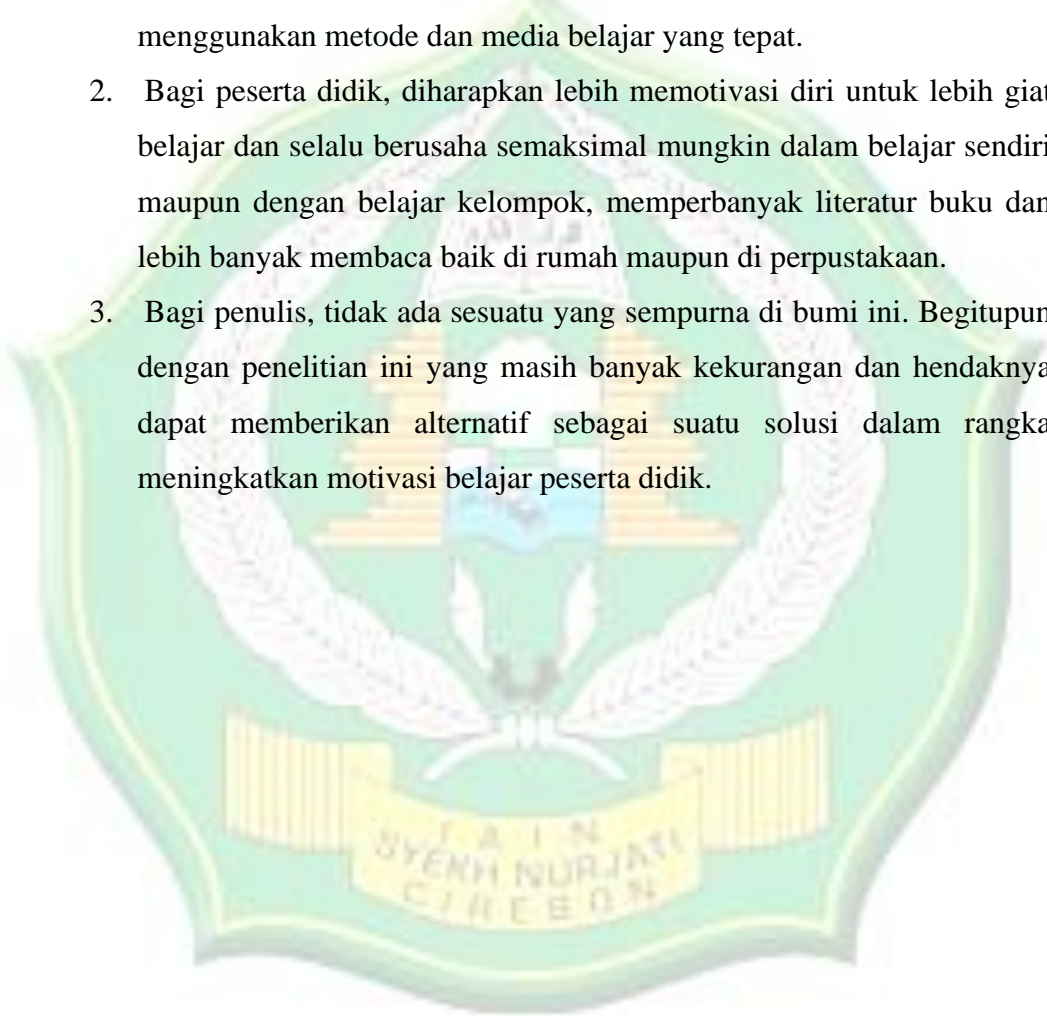 menggunakan metode dan media belajar yang tepat.
2. Bagi peserta didik, diharapkan lebih memotivasi diri untuk lebih giat
belajar dan selalu berusaha semaksimal mungkin dalam belajar sendiri
maupun dengan belajar kelompok, memperbanyak literatur buku dan
lebih banyak membaca baik di rumah maupun di perpustakaan.
3. Bagi penulis, tidak ada sesuatu yang sempurna di bumi ini. Begitupun
dengan penelitian ini yang masih banyak kekurangan dan hendaknya
dapat memberikan alternatif sebagai suatu solusi dalam rangka
meningkatkan motivasi belajar peserta didik.
IAIN
SYEKH NURJATI
CIREBON